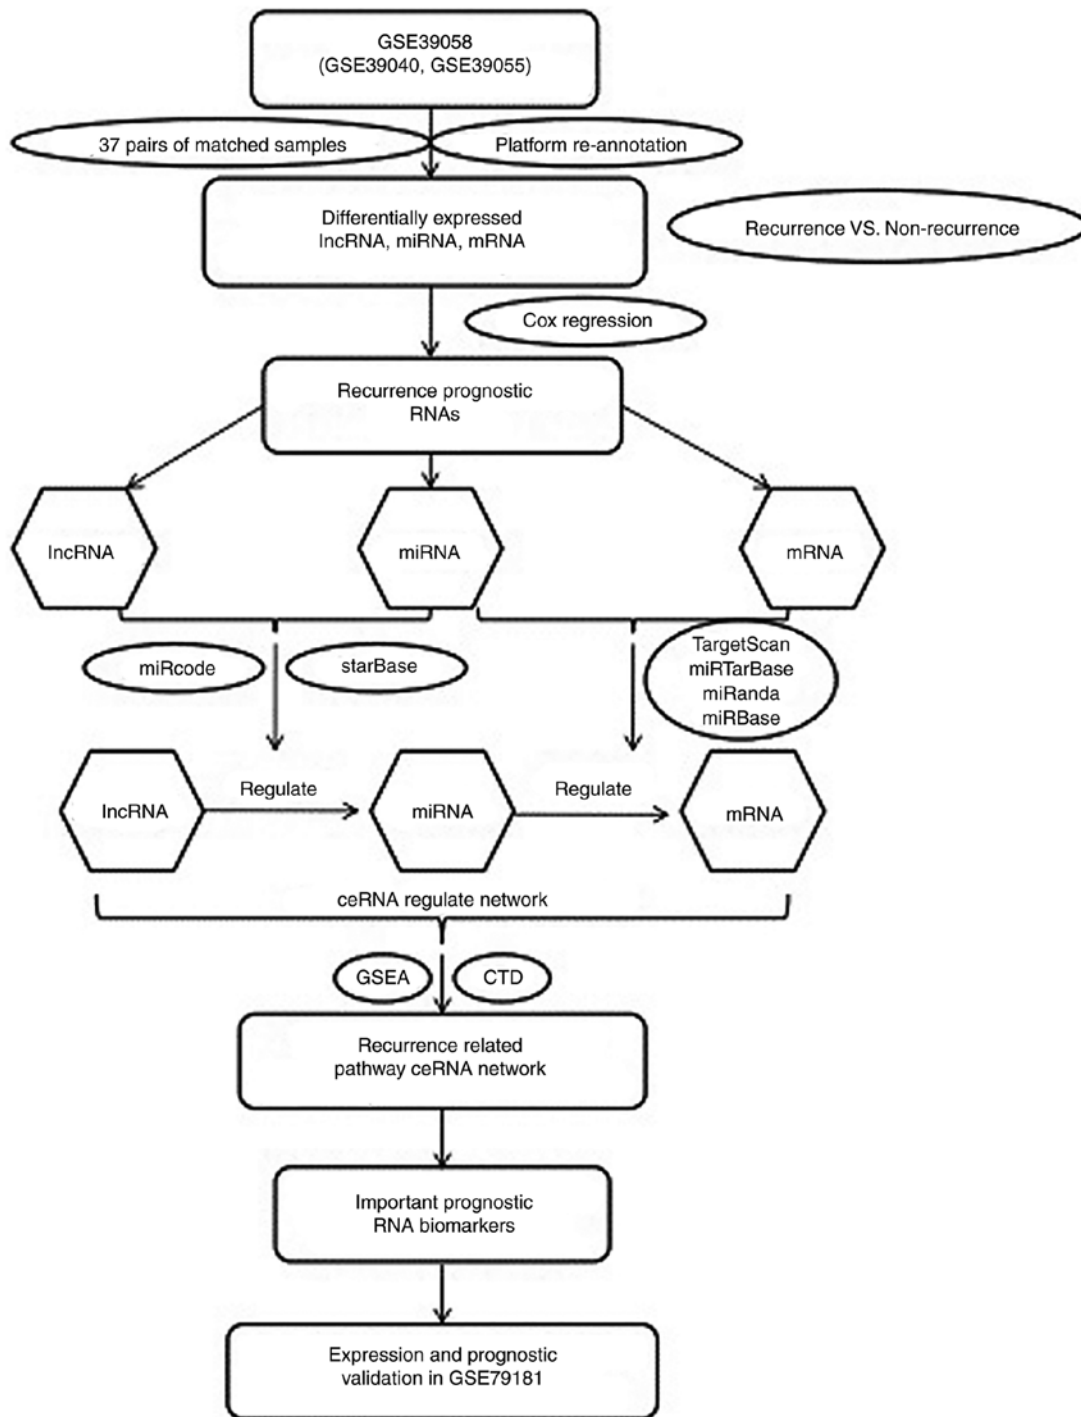 GSE39058
(GSE39040, GSE39055)
37 pairs of matched samples
Platform re-annotation
Differentially expressed
lncRNA, miRNA, mRNA
Recurrence VS. Non-recurrence
Cox regression
Recurrence prognostic
RNAs
lncRNA
miRNA
mRNA
miRcode
starBase
TargetScan
miRTarBase
miRanda
miRBase
lncRNA
Regulate
miRNA
Regulate
mRNA
ceRNA regulate network
GSEA
CTD
Recurrence related
pathway ceRNA network
Important prognostic
RNA biomarkers
Expression and prognostic
validation in GSE79181